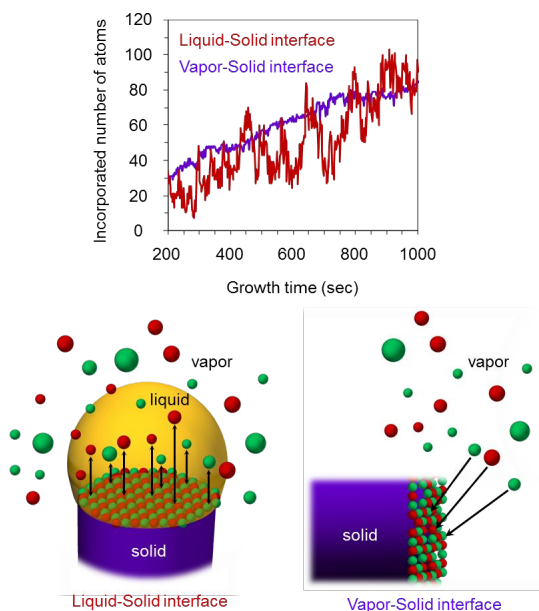 Incorporated number of atoms
120
100
80
60
40
20
0
Liquid-Solid interface
Vapor-Solid interface
200
400
600
800
1000
Growth time (sec)
vapor
liquid
solid
Liquid-Solid interface
vapor
solid
Vapor-Solid interface